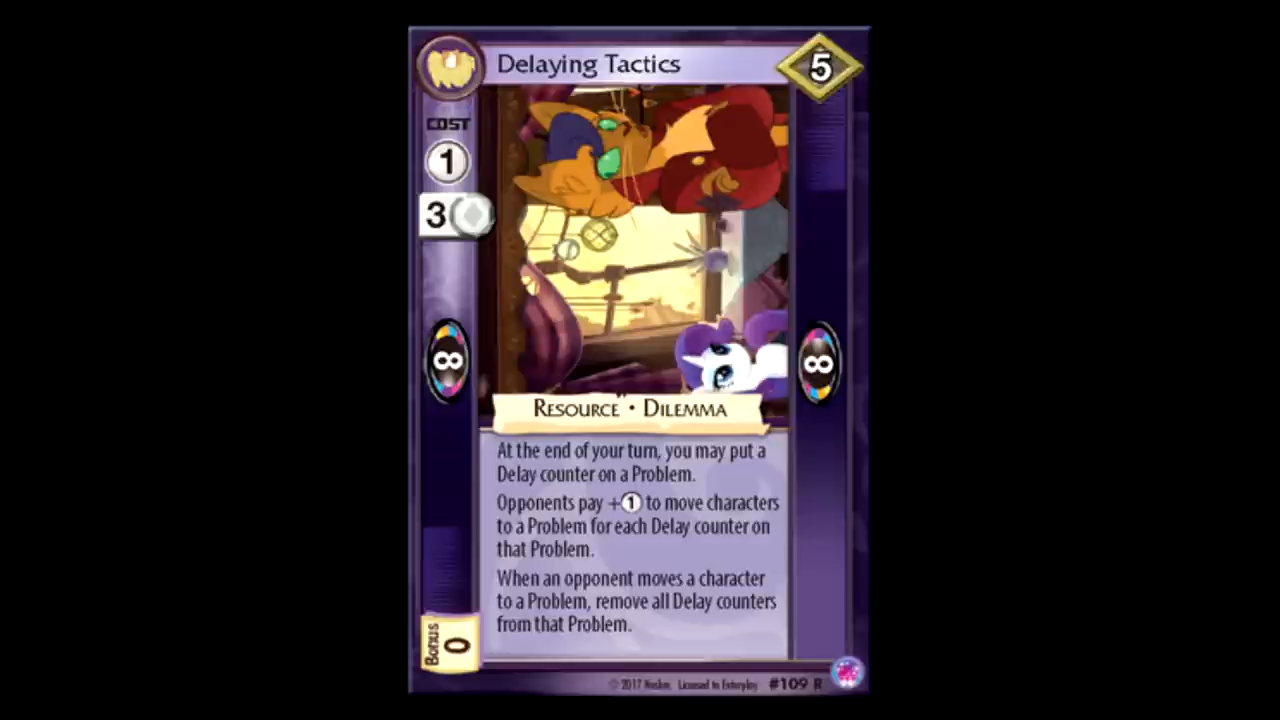 Delaying Tactics
5
COST
1
3
8
8
RESOURCE • DILEMMA
At the end of your turn, you may put a
Delay counter on a Problem.
Opponents pay +1 to move characters
to a Problem for each Delay counter on
that Problem.
When an opponent moves a character
to a Problem, remove all Delay counters
from that Problem.
Bonus
0
© 2017 Hasbro. Licensed to Enterplay #109 R